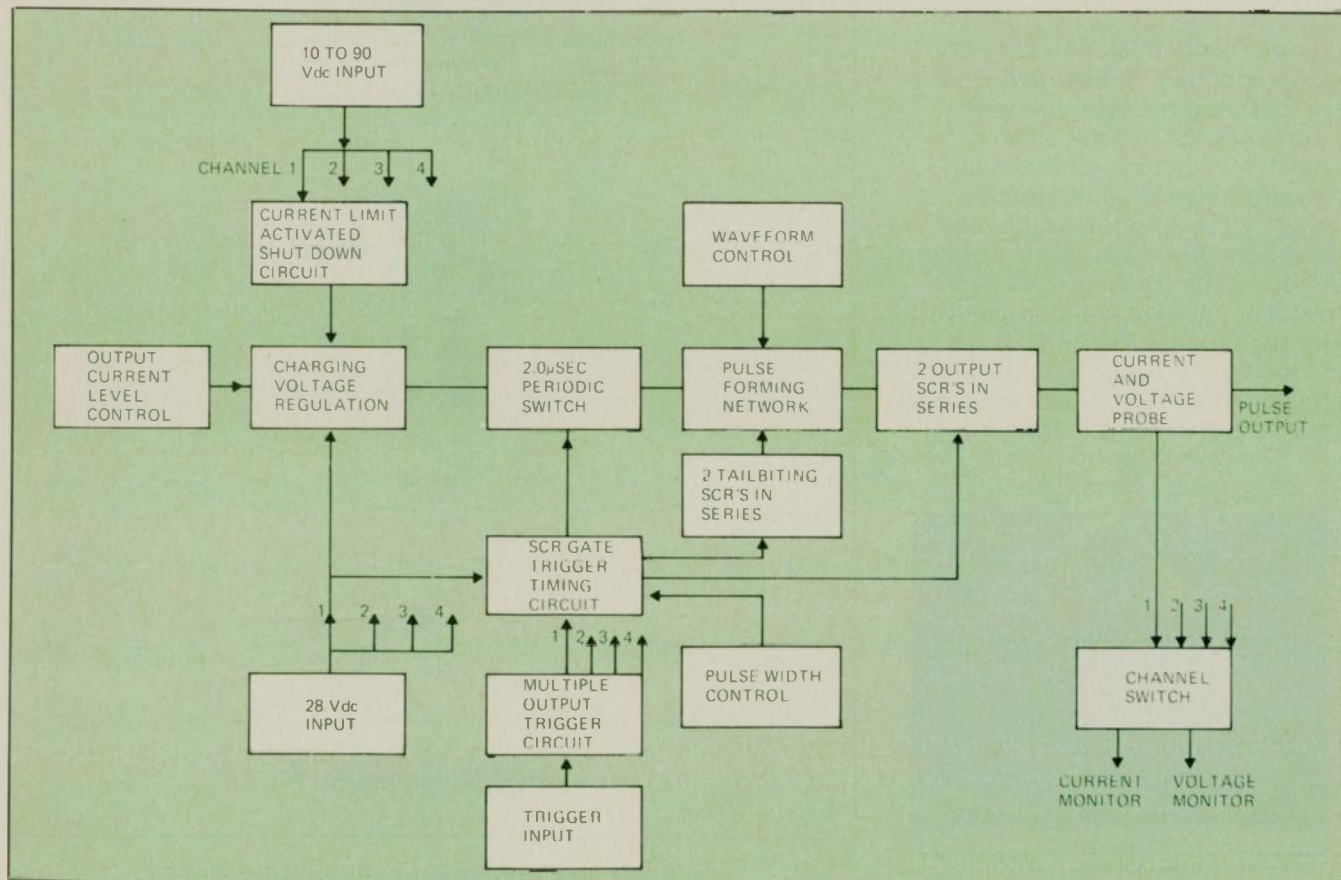 10 TO 90
Vdc INPUT
CHANNEL 1 2 3 4
CURRENT LIMIT
ACTIVATED
SHUT DOWN
CIRCUIT
WAVEFORM
CONTROL
OUTPUT
CURRENT
LEVEL
CONTROL
CHARGING
VOLTAGE
REGULATION
2.0µSEC
PERIODIC
SWITCH
PULSE
FORMING
NETWORK
2 OUTPUT
SCR'S IN
SERIES
CURRENT
AND
VOLTAGE
PROBE
PULSE
OUTPUT
2 TAILBITING
SCR'S IN
SERIES
SCR GATE
TRIGGER
TIMING
CIRCUIT
1 2 3 4
1 2 3 4
1 2 3 4
28 Vdc
INPUT
MULTIPLE
OUTPUT
TRIGGER
CIRCUIT
PULSE WIDTH
CONTROL
CHANNEL
SWITCH
CURRENT
MONITOR
VOLTAGE
MONITOR
TRIGGER
INPUT